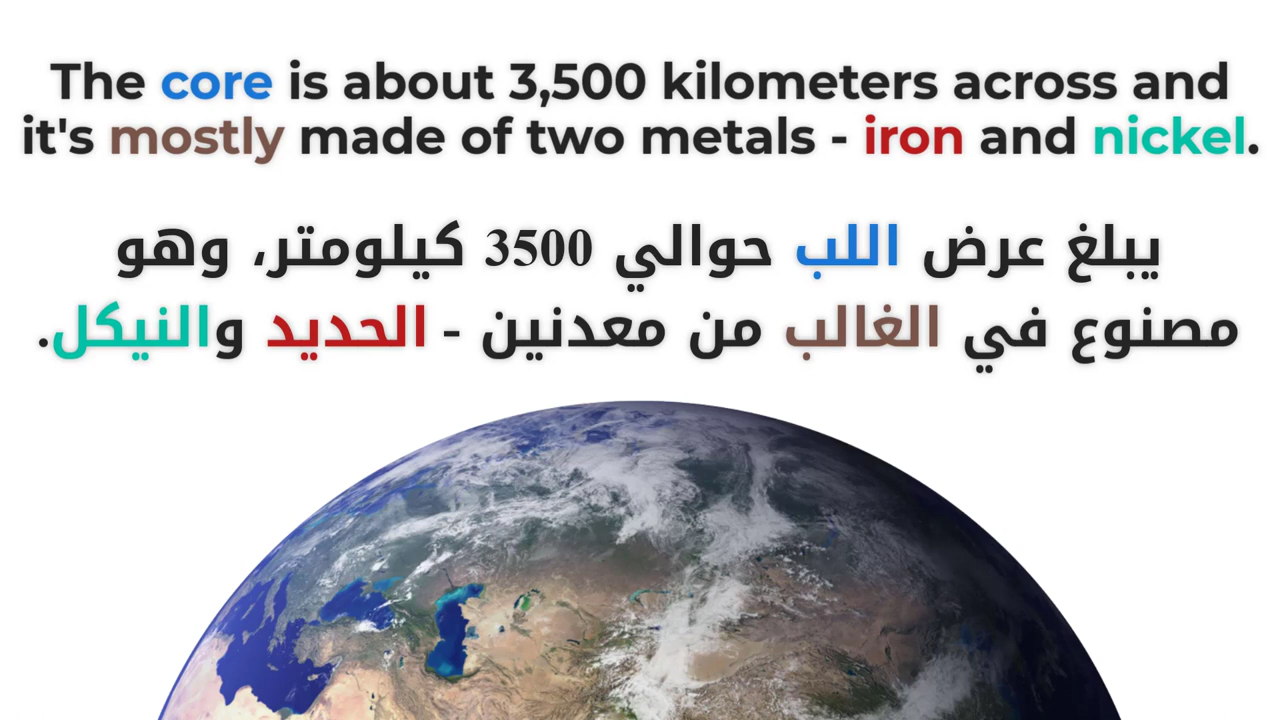 The core is about 3,500 kilometers across and
it's mostly made of two metals - iron and nickel.
يبلغ عرض اللب حوالي 3500 كيلومتر، وهو
مصنوع في الغالب من معدنين - الحديد والنيكل.